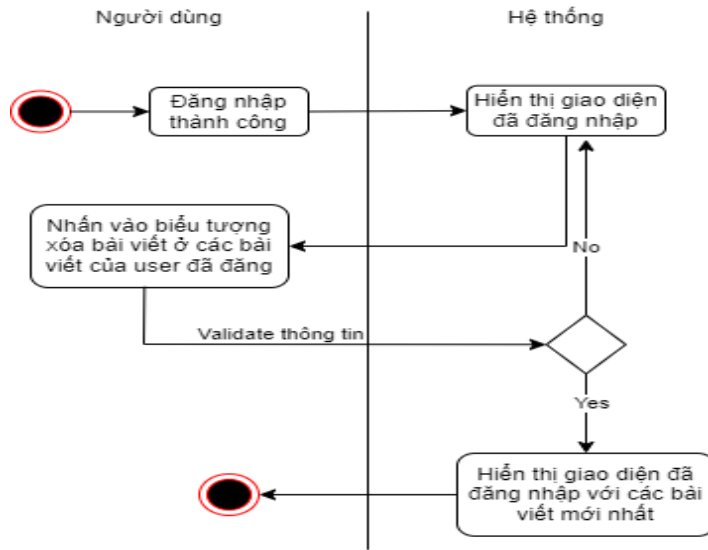 Người dùng
Hệ thống
Đăng nhập
thành công
Hiển thị giao diện
đã đăng nhập
Nhấn vào biểu tượng
xóa bài viết ở các bài
viết của user đã đăng
No
Validate thông tin
Yes
Hiển thị giao diện đã
đăng nhập với các bài
viết mới nhất